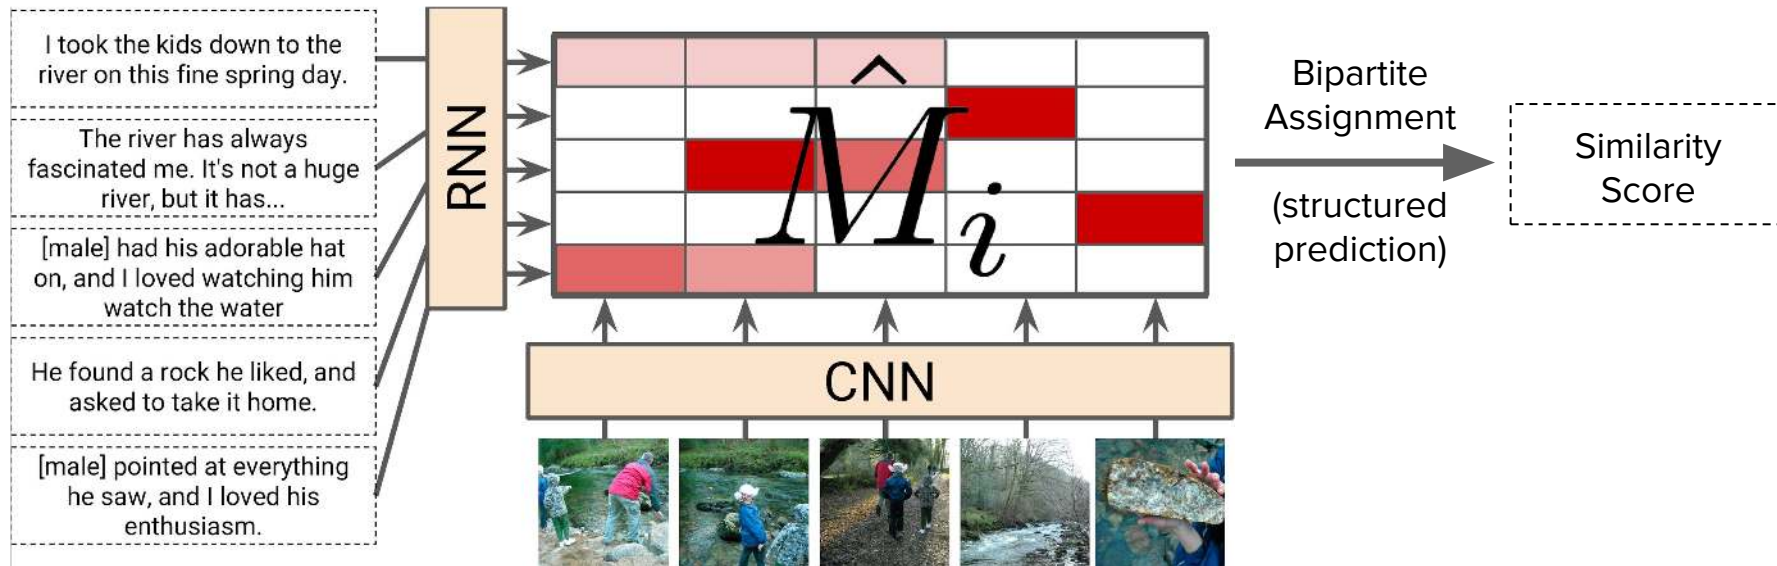 I took the kids down to the
river on this fine spring day.
The river has always
fascinated me. It's not a huge
river, but it has...
[male] had his adorable hat
on, and I loved watching him
watch the water
He found a rock he liked, and
asked to take it home.
[male] pointed at everything
he saw, and I loved his
enthusiasm.
RNN
M̂i
CNN
Bipartite
Assignment
(structured
prediction)
Similarity
Score